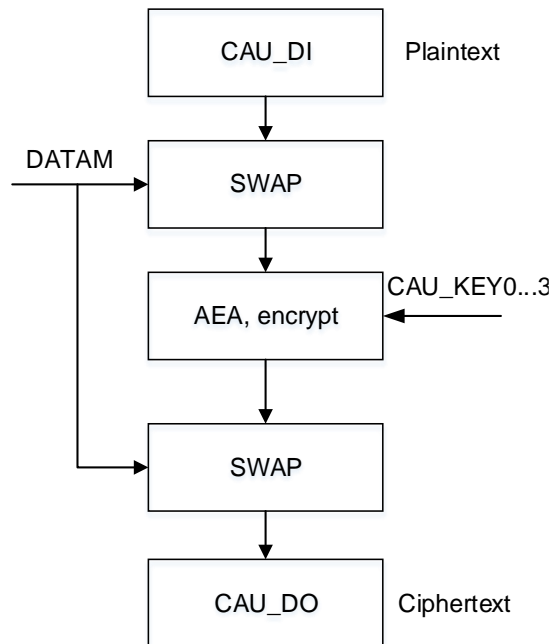 CAU_DI Plaintext
DATAM
SWAP
CAU_KEY0...3
AEA, encrypt
SWAP
CAU_DO Ciphertext